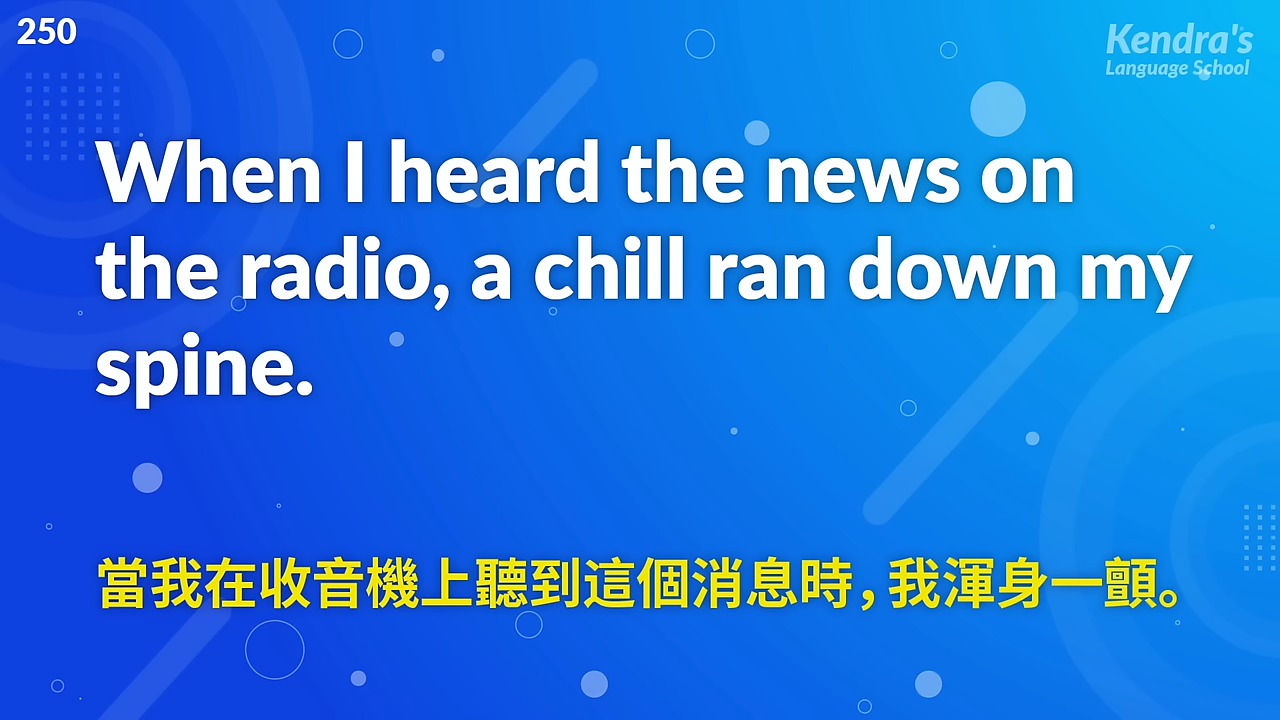 250
Kendra's
Language School
When I heard the news on
the radio, a chill ran down my
spine.
當我在收音機上聽到這個消息時，我渾身一顫。